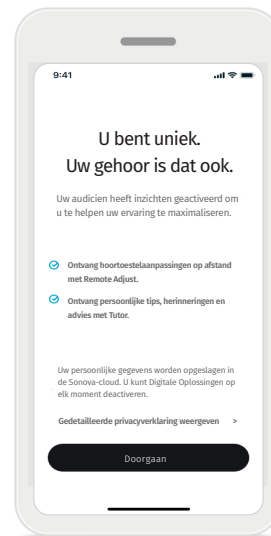 9:41
U bent uniek.
Uw gehoor is dat ook.
Uw audicien heeft inzichten geactiveerd om
u te helpen uw ervaring te maximaliseren.
Ontvang hoortoestelaanpassingen op afstand
met Remote Adjust.
Ontvang persoonlijke tips, herinneringen en
advies met Tutor.
Uw persoonlijke gegevens worden opgeslagen in
de Sonova-cloud. U kunt Digitale Oplossingen op
elk moment deactiveren.
Gedetailleerde privacyverklaring weergeven >
Doorgaan